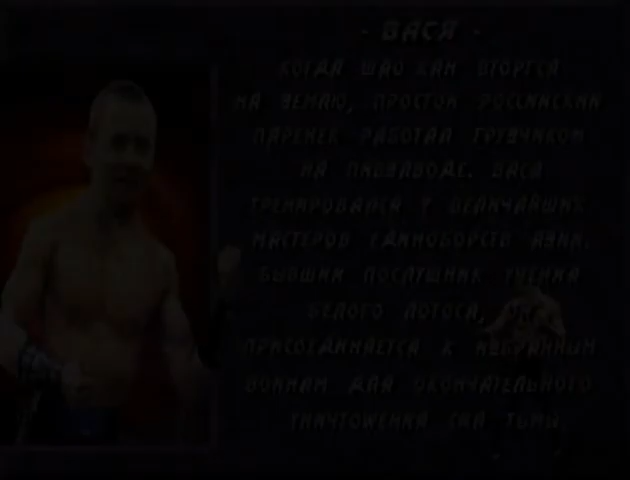 - ВАСЯ -
КОГДА ШАО КАН ВТОРГСЯ
НА ЗЕМЛЮ, ПРОСТОЙ РОССИЙСКИЙ
ПАРЕНЕК РАБОТАЛ ГРУЗЧИКОМ
НА ПИВЗАВОДЕ. ВАСЯ
ТРЕНИРОВАЛСЯ У ВЕЛИЧАЙШИХ
МАСТЕРОВ ЕДИНОБОРСТВ АЗИИ.
БЫВШИЙ ПОСЛУШНИК УЧЕНИЯ
БЕЛОГО ЛОТОСА, ОН
ПРИСОЕДИНЯЕТСЯ К ИЗБРАННЫМ
ВОИНАМ ДЛЯ ОКОНЧАТЕЛЬНОГО
УНИЧТОЖЕНИЯ СИЛ ТЬМЫ.